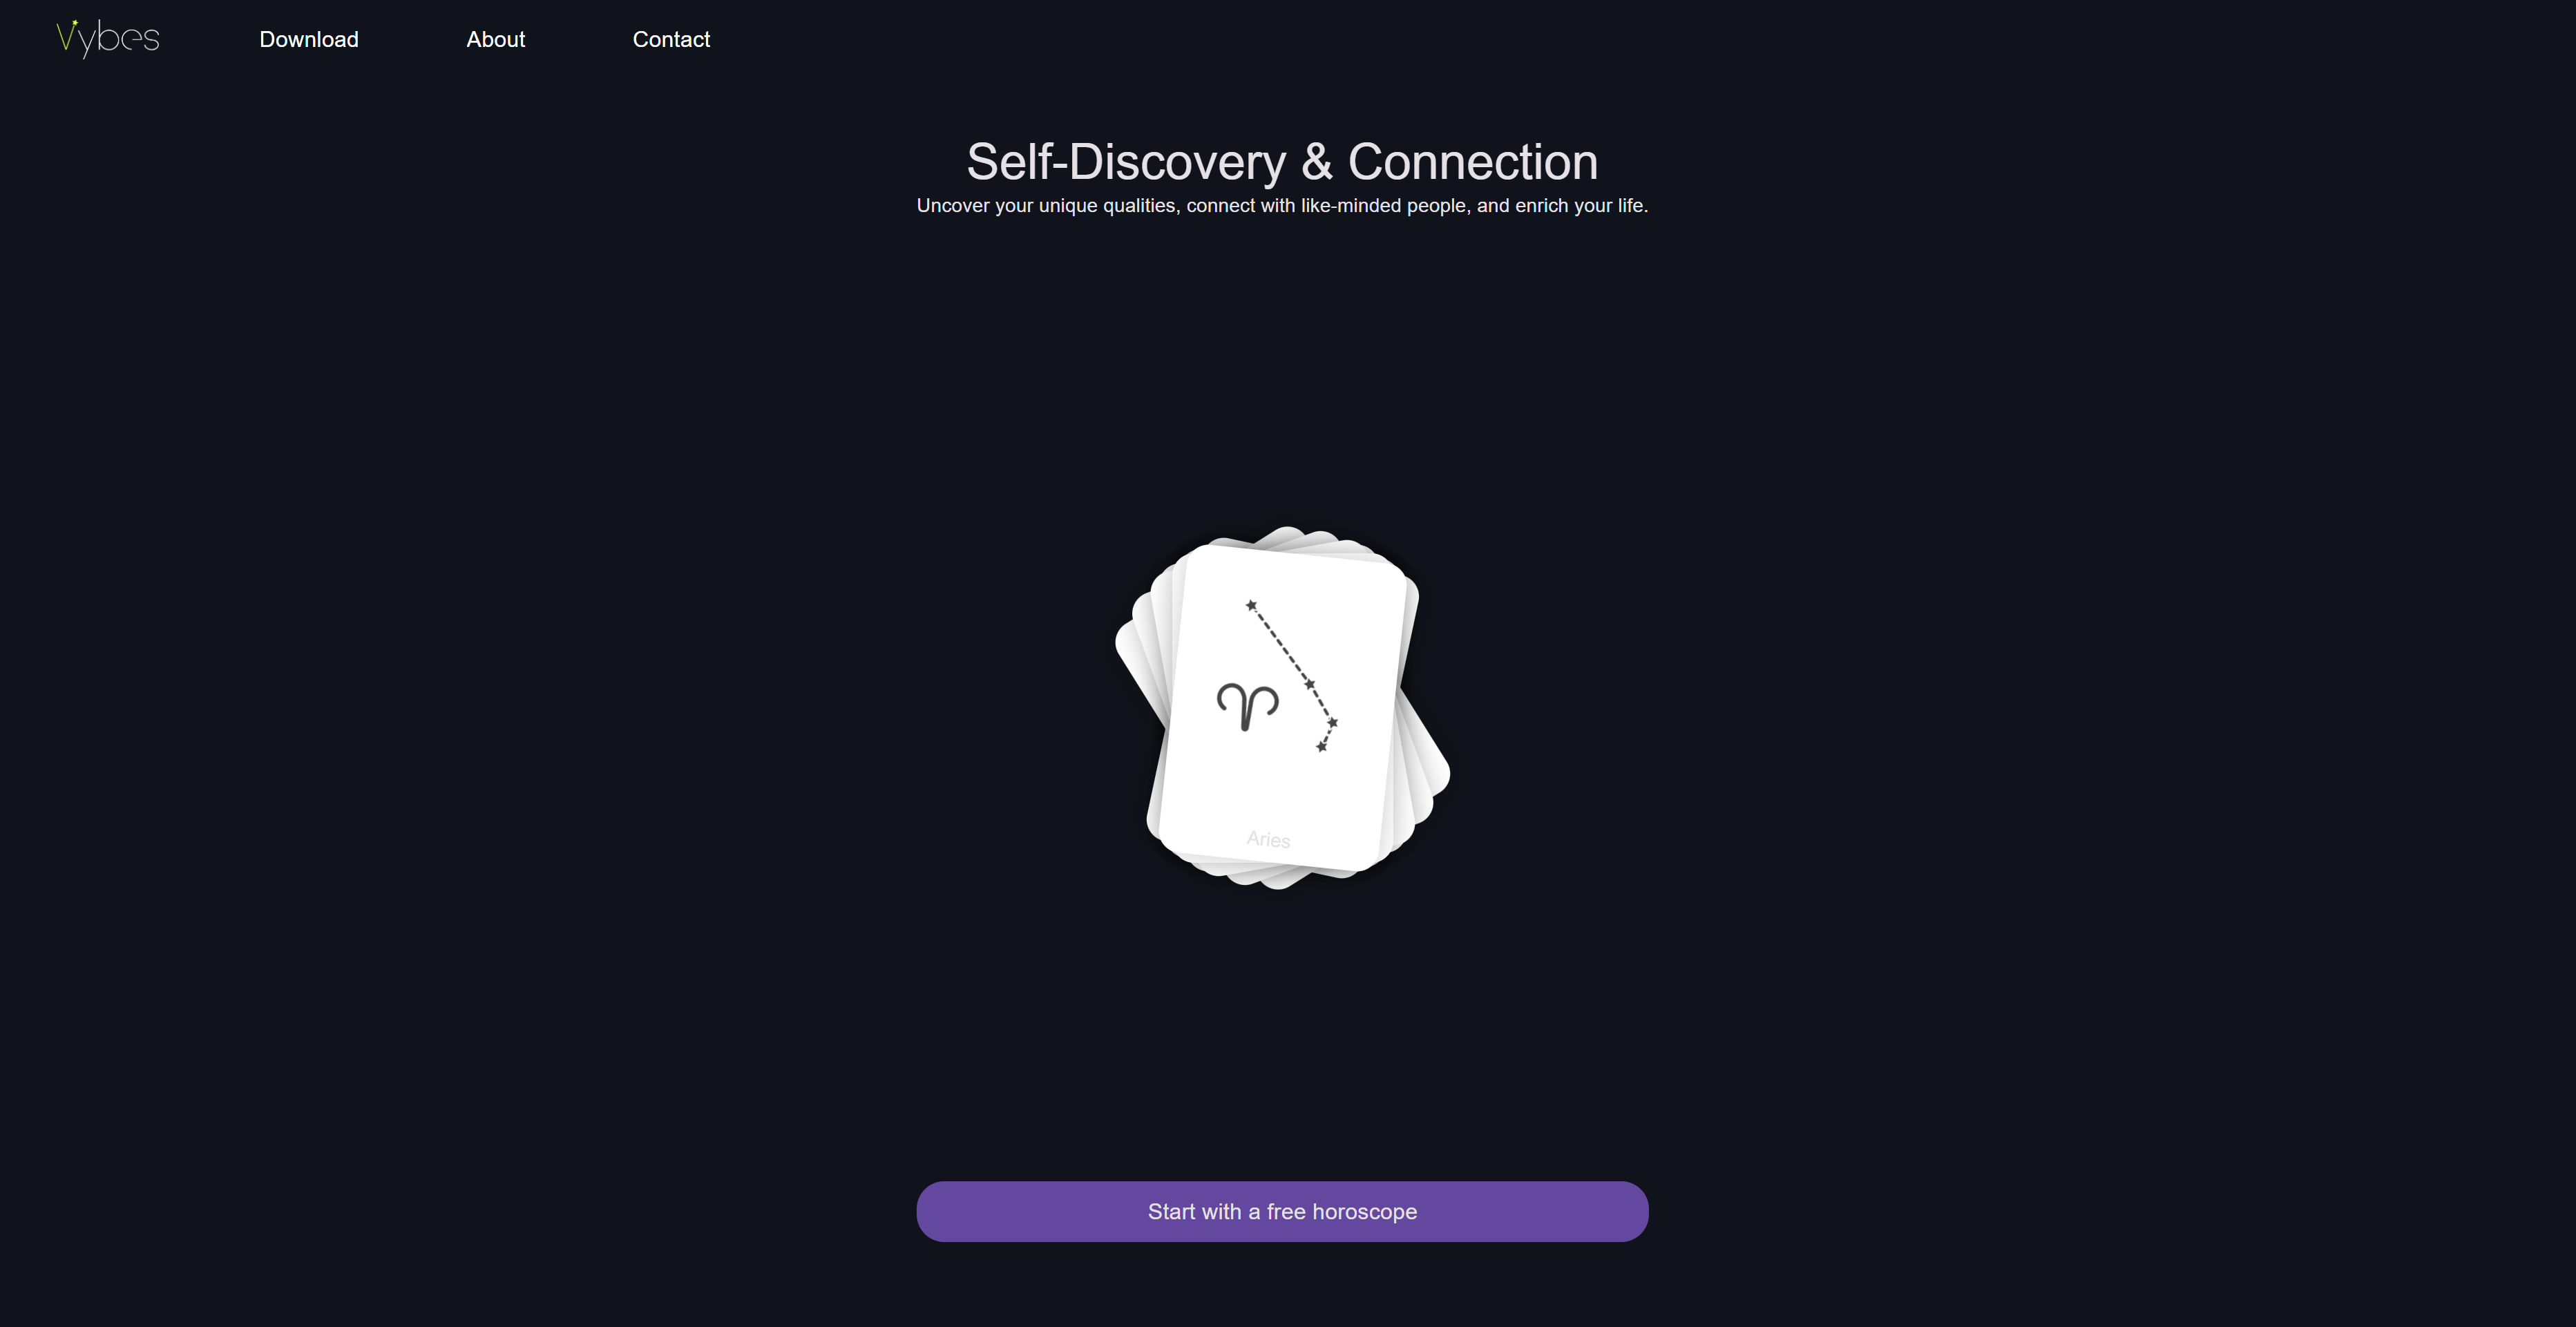 Vybes
Download
About
Contact
Self-Discovery & Connection
Uncover your unique qualities, connect with like-minded people, and enrich your life.
Aries
Start with a free horoscope